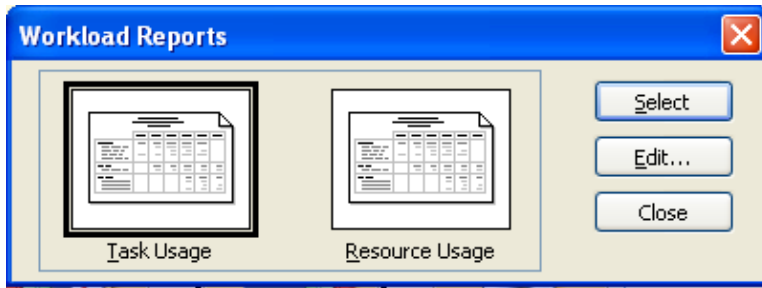 Workload Reports
Select
Edit...
Close
Task Usage
Resource Usage